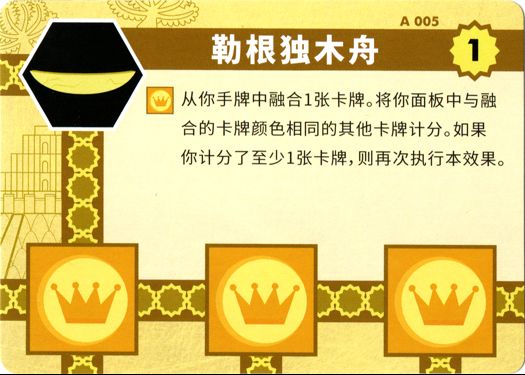 A 005
勒根独木舟
1
从你手牌中融合1张卡牌。将你面板中与融
合的卡牌颜色相同的其他卡牌计分。如果
你计分了至少1张卡牌，则再次执行本效果。